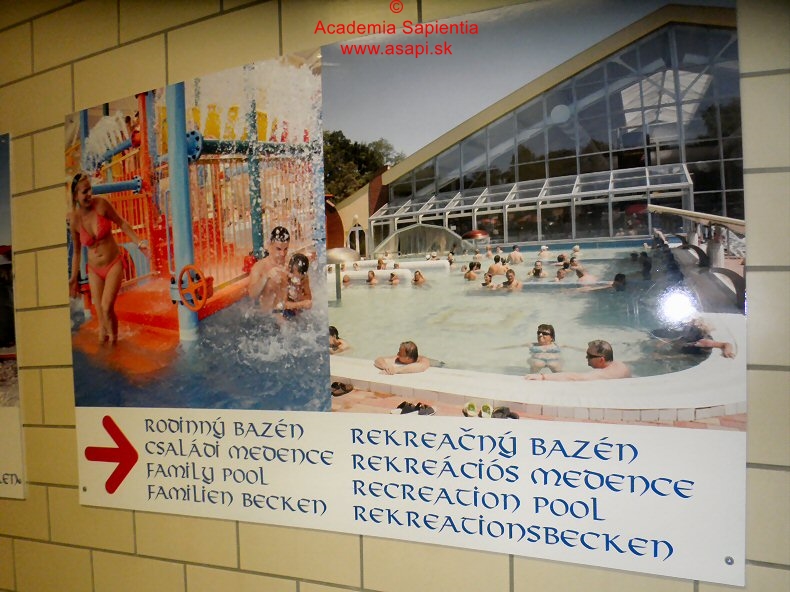 ©
Academia Sapientia
www.asapi.sk
RODINNÝ BAZÉN
CSALÁDI MEDENCE
FAMILY POOL
FAMILIEN BECKEN
REKREAČNÝ BAZÉN
REKREÁCIÓS MEDENCE
RECREATION POOL
REKREATIONSBECKEN